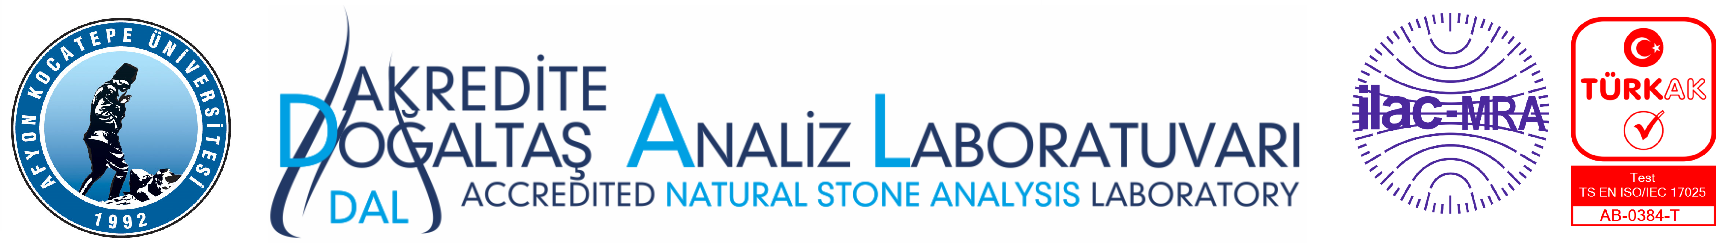 AFYON KOCATEPE ÜNİVERSİTESİ
1992
AKREDİTE
DOĞALTAŞ ANALİZ LABORATUVARI
DAL
ACCREDITED NATURAL STONE ANALYSIS LABORATORY
ilac-MRA
TÜRKAK
Test
TS EN ISO/IEC 17025
AB-0384-T